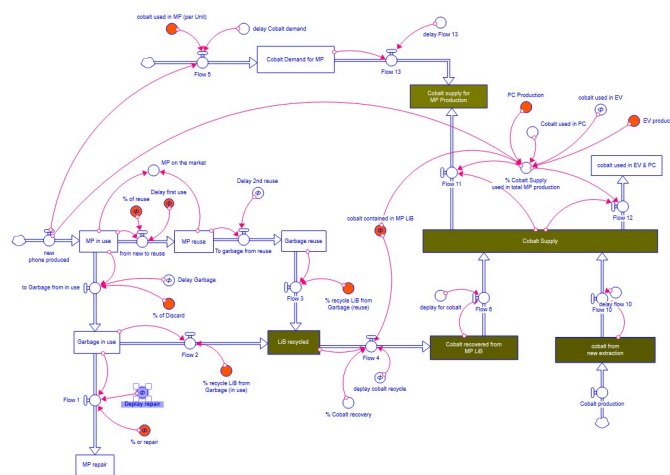 cobalt used in MP (per Unit)
delay Cobalt demand
Flow 5
Cobalt Demand for MP
delay Flow 13
Flow 13
Cobalt supply for
MP Production
PC Production
cobalt used in EV
Cobalt used in PC
EV produc
% Cobalt Supply
used in total MP production
cobalt used in EV & PC
Flow 11
Flow 12
MP on the market
% of reuse
Delay first use
Delay 2nd reuse
cobalt contained in MP LiB
new
phone produced
MP in use
from new to reuse
MP reuse
To garbage from reuse
Garbage reuse
Cobalt Supply
to Garbage from in use
Delay Garbage
% of Discard
Flow 3
% recycle LiB from
Garbage (reuse)
deplay for cobalt
Flow 8
delay flow 10
Flow 10
Garbage in use
Flow 2
% recycle LiB from
Garbage (in use)
LiB recycled
Flow 4
deplay cobalt recycle
% Cobalt recovery
Cobalt recovered from
MP LiB
cobalt from
new extraction
Cobalt production
Flow 1
Deplay repair
% or repair
MP repair